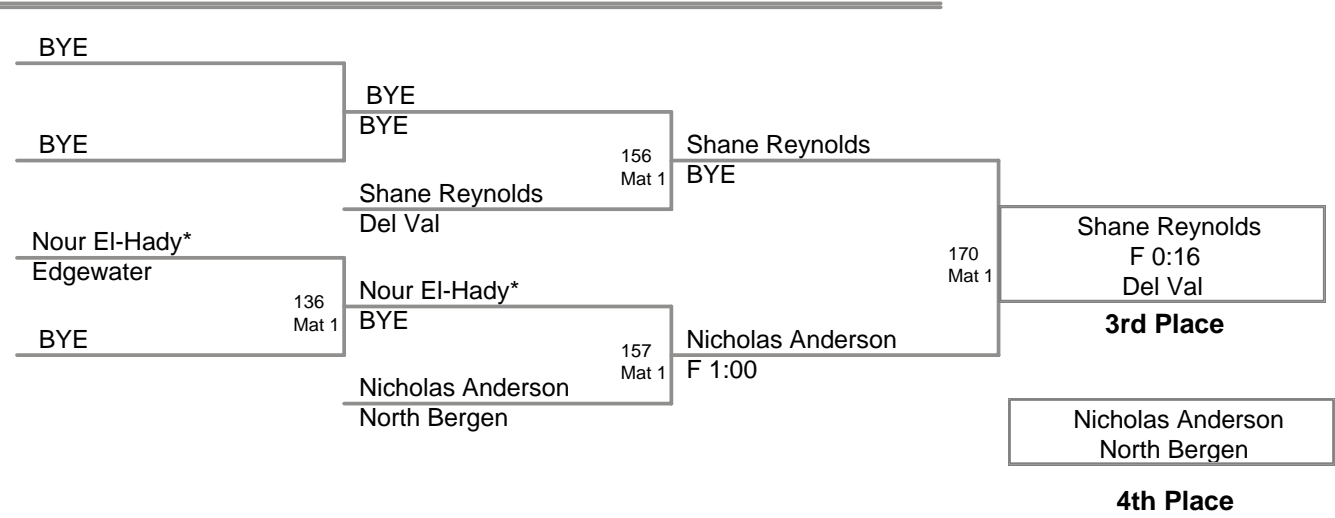 BYE
BYE
BYE
BYE
156
Mat 1
Shane Reynolds
BYE
Shane Reynolds
Del Val
Nour El-Hady*
Edgewater
136
Mat 1
BYE
Nour El-Hady*
BYE
157
Mat 1
Nicholas Anderson
F 1:00
Nicholas Anderson
North Bergen
170
Mat 1
Shane Reynolds
F 0:16
Del Val
3rd Place
Nicholas Anderson
North Bergen
4th Place